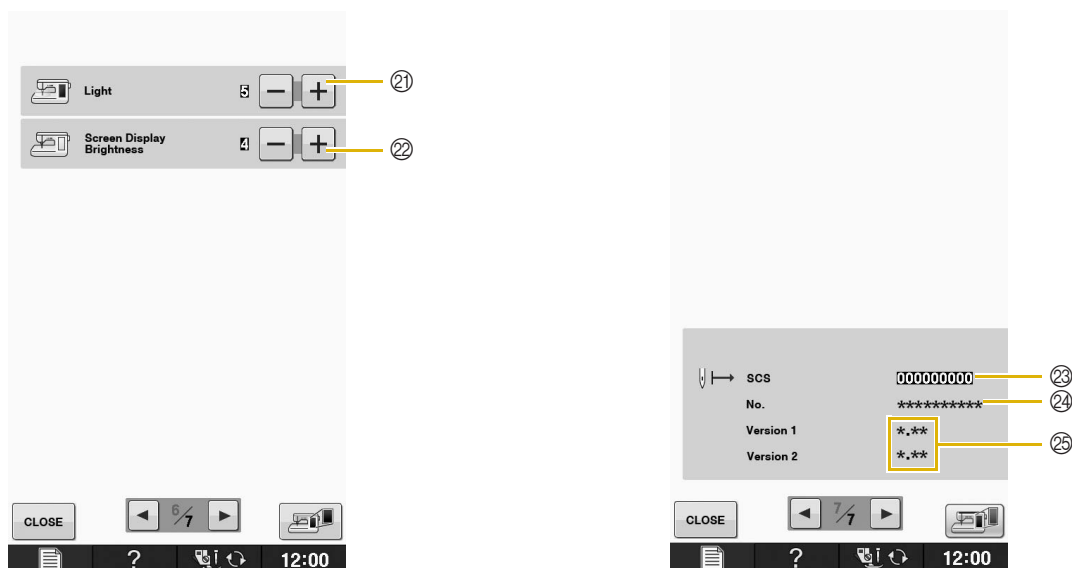 Light 5 − +
㉑
Screen Display
Brightness 4 − +
㉒
CLOSE 6/7
? 12:00
SCS 000000000
㉓
No. **********
㉔
Version 1 *.**
㉕
Version 2 *.**
CLOSE 7/7
? 12:00